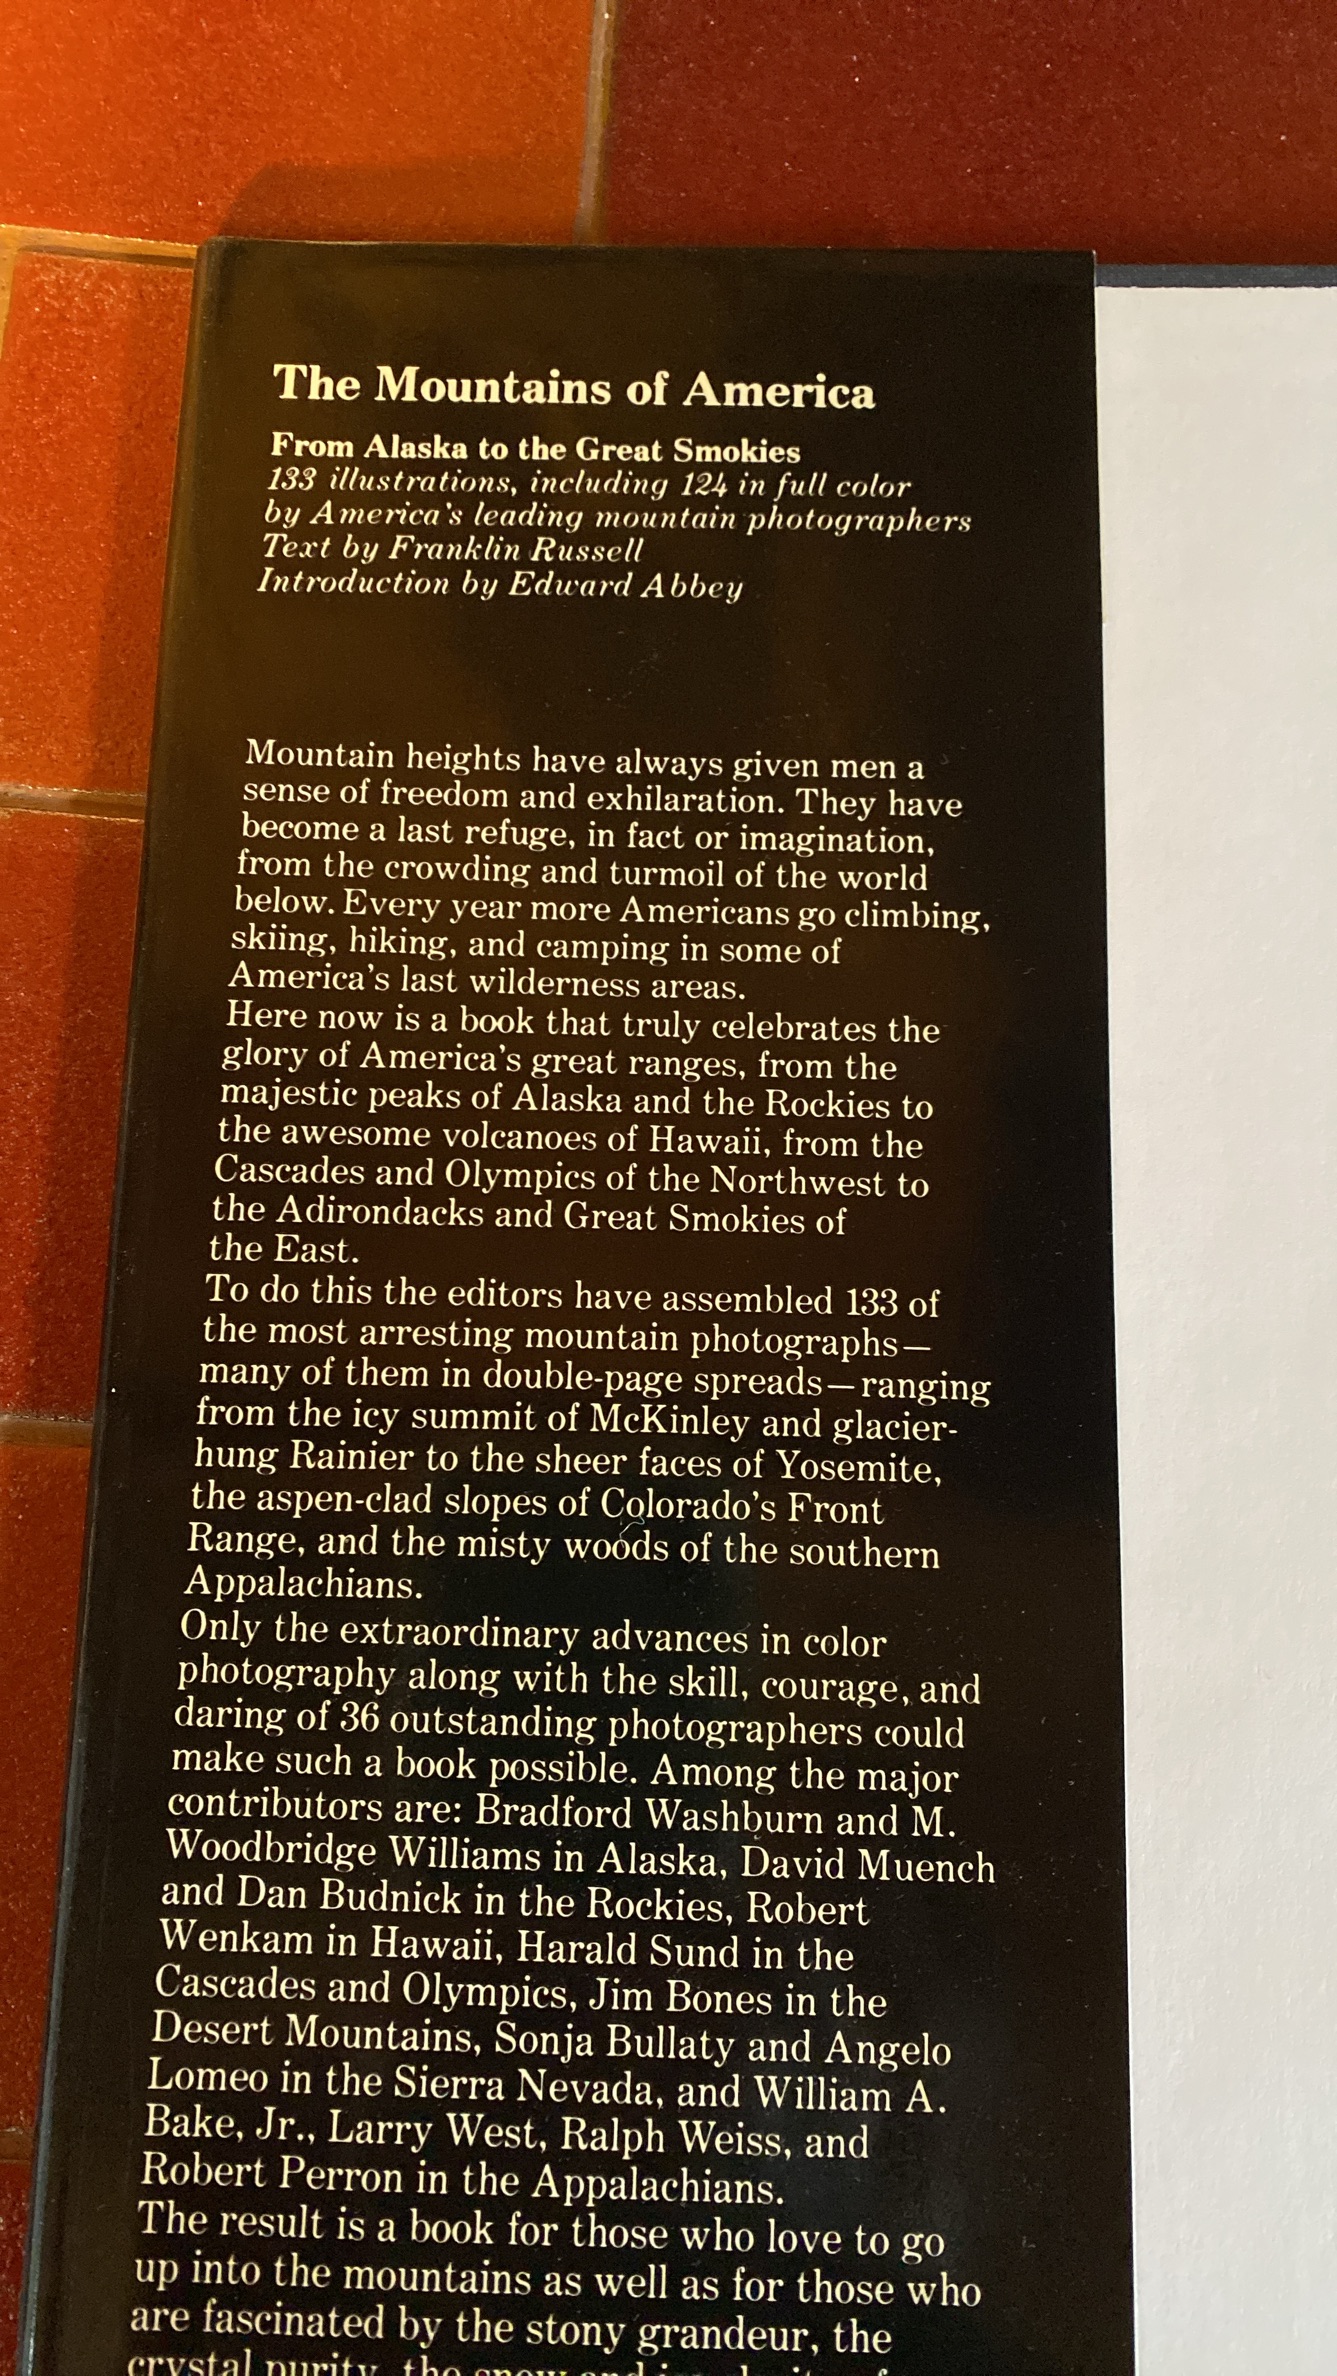 The Mountains of America
From Alaska to the Great Smokies
133 illustrations, including 124 in full color
by America's leading mountain photographers
Text by Franklin Russell
Introduction by Edward Abbey
Mountain heights have always given men a
sense of freedom and exhilaration. They have
become a last refuge, in fact or imagination,
from the crowding and turmoil of the world
below. Every year more Americans go climbing,
skiing, hiking, and camping in some of
America's last wilderness areas.
Here now is a book that truly celebrates the
glory of America's great ranges, from the
majestic peaks of Alaska and the Rockies to
the awesome volcanoes of Hawaii, from the
Cascades and Olympics of the Northwest to
the Adirondacks and Great Smokies of
the East.
To do this the editors have assembled 133 of
the most arresting mountain photographs—
many of them in double-page spreads—ranging
from the icy summit of McKinley and glacier-
hung Rainier to the sheer faces of Yosemite,
the aspen-clad slopes of Colorado's Front
Range, and the misty woods of the southern
Appalachians.
Only the extraordinary advances in color
photography along with the skill, courage, and
daring of 36 outstanding photographers could
make such a book possible. Among the major
contributors are: Bradford Washburn and M.
Woodbridge Williams in Alaska, David Muench
and Dan Budnick in the Rockies, Robert
Wenkam in Hawaii, Harald Sund in the
Cascades and Olympics, Jim Bones in the
Desert Mountains, Sonja Bullaty and Angelo
Lomeo in the Sierra Nevada, and William A.
Bake, Jr., Larry West, Ralph Weiss, and
Robert Perron in the Appalachians.
The result is a book for those who love to go
up into the mountains as well as for those who
are fascinated by the stony grandeur, the
crystal purity, the snow and